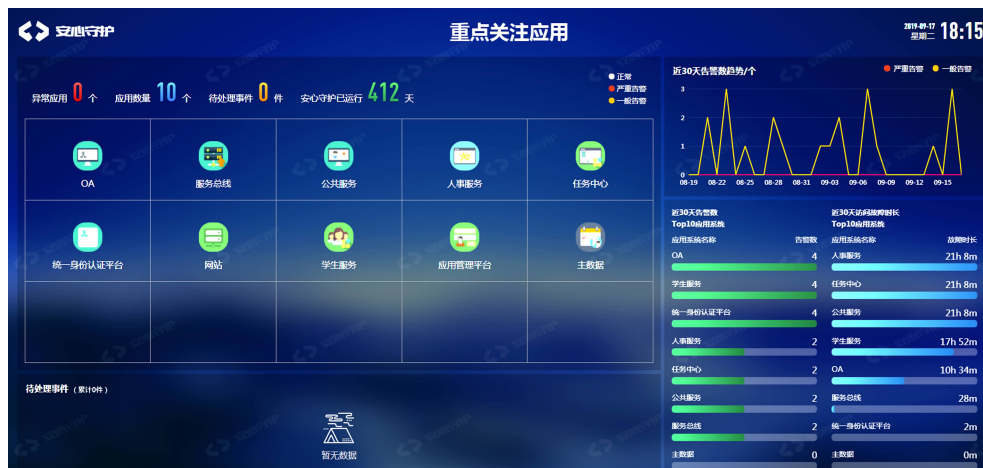 安心守护
重点关注应用
2019-09-17
星期二
18:15
异常应用 0 个 应用数量 10 个 待处理事件 0 件 安心守护已运行 412 天
正常
严重告警
一般告警
OA
服务总线
公共服务
人事服务
任务中心
统一身份认证平台
网站
学生服务
应用管理平台
主数据
待处理事件 (累计0件)
暂无数据
近30天告警数趋势/个
严重告警 一般告警
3
2
1
0
08-19 08-22 08-25 08-28 08-31 09-03 09-06 09-09 09-12 09-15
近30天告警数
Top10应用系统
应用系统名称 告警数
OA 4
学生服务 4
统一身份认证平台 4
人事服务 2
任务中心 2
公共服务 2
服务总线 2
主数据 0
近30天访问故障时长
Top10应用系统
应用系统名称 故障时长
人事服务 21h 8m
任务中心 21h 8m
公共服务 21h 8m
学生服务 17h 52m
OA 10h 34m
服务总线 28m
统一身份认证平台 2m
主数据 0m